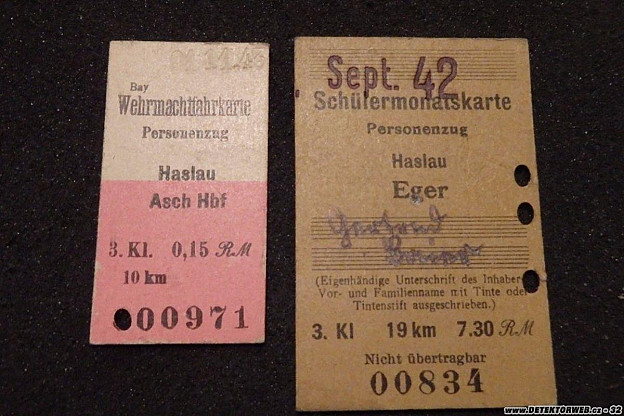 Bay
Wehrmachtfahrkarte
Personenzug
Haslau
Asch Hbf
3. Kl. 0,15 RM
10 km
00971
Sept. 42
Schülermonatskarte
Personenzug
Haslau
Eger
(Eigenhändige Unterschrift des Inhabers
Vor- und Familienname mit Tinte oder
Tintenstift ausgeschrieben.)
3. Kl 19 km 7.30 RM
Nicht übertragbar
00834
www.DETEKTORWEB.cz - 32